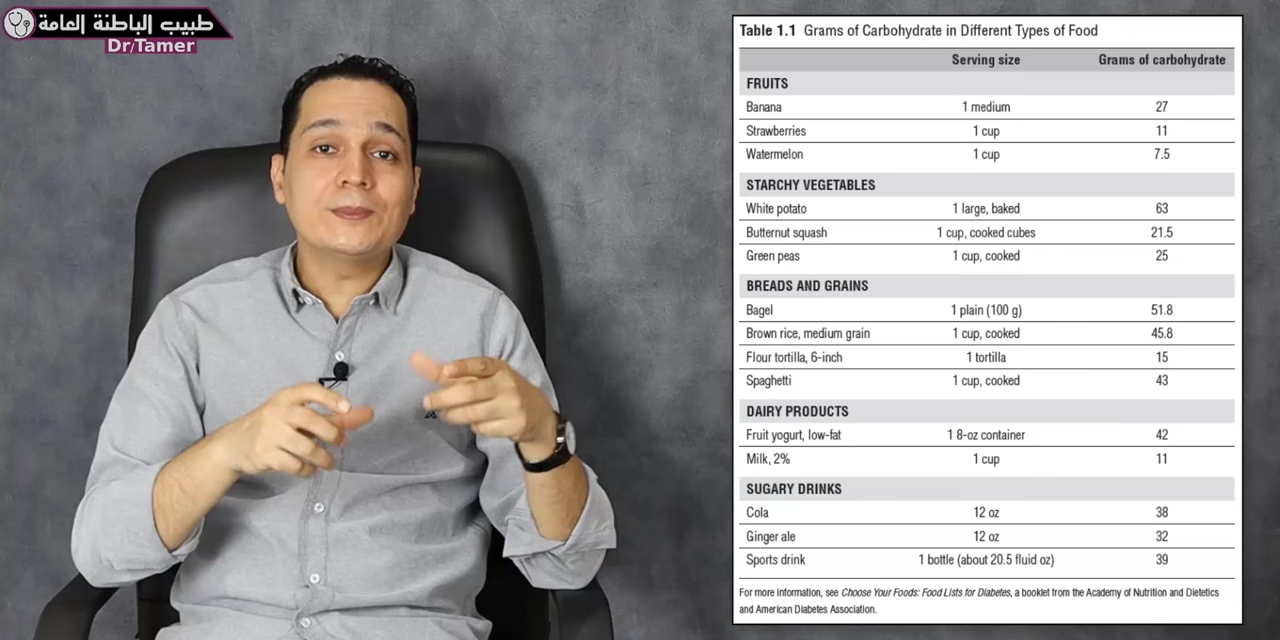 طبيب الباطنة العامة
Dr/Tamer
Table 1.1 Grams of Carbohydrate in Different Types of Food
Serving size Grams of carbohydrate
FRUITS
Banana 1 medium 27
Strawberries 1 cup 11
Watermelon 1 cup 7.5
STARCHY VEGETABLES
White potato 1 large, baked 63
Butternut squash 1 cup, cooked cubes 21.5
Green peas 1 cup, cooked 25
BREADS AND GRAINS
Bagel 1 plain (100 g) 51.8
Brown rice, medium grain 1 cup, cooked 45.8
Flour tortilla, 6-inch 1 tortilla 15
Spaghetti 1 cup, cooked 43
DAIRY PRODUCTS
Fruit yogurt, low-fat 1 8-oz container 42
Milk, 2% 1 cup 11
SUGARY DRINKS
Cola 12 oz 38
Ginger ale 12 oz 32
Sports drink 1 bottle (about 20.5 fluid oz) 39
For more information, see Choose Your Foods: Food Lists for Diabetes, a booklet from the Academy of Nutrition and Dietetics
and American Diabetes Association.